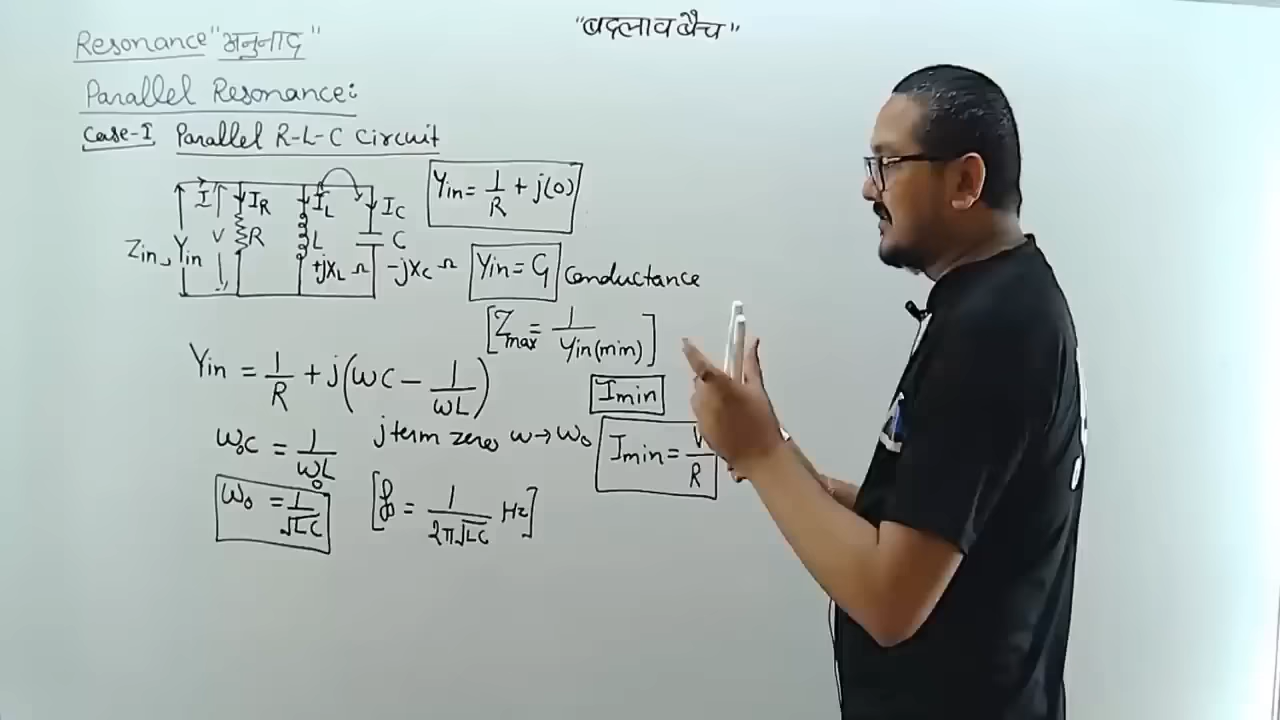 Resonance "अनुनाद"
"बदलाव बैच"
Parallel Resonance:
Case-I Parallel R-L-C Circuit
I V IR R IL L IC C
Zin, Yin
+jXL Ω -jXC Ω
Yin = 1/R + j(0)
Yin = G Conductance
[Zmax = 1/Yin(min)]
Yin = 1/R + j(ωC - 1/ωL)
Imin
ω₀C = 1/ω₀L j term zero ω → ω₀
Imin = V/R
ω₀ = 1/√LC [f₀ = 1/2π√LC Hz]